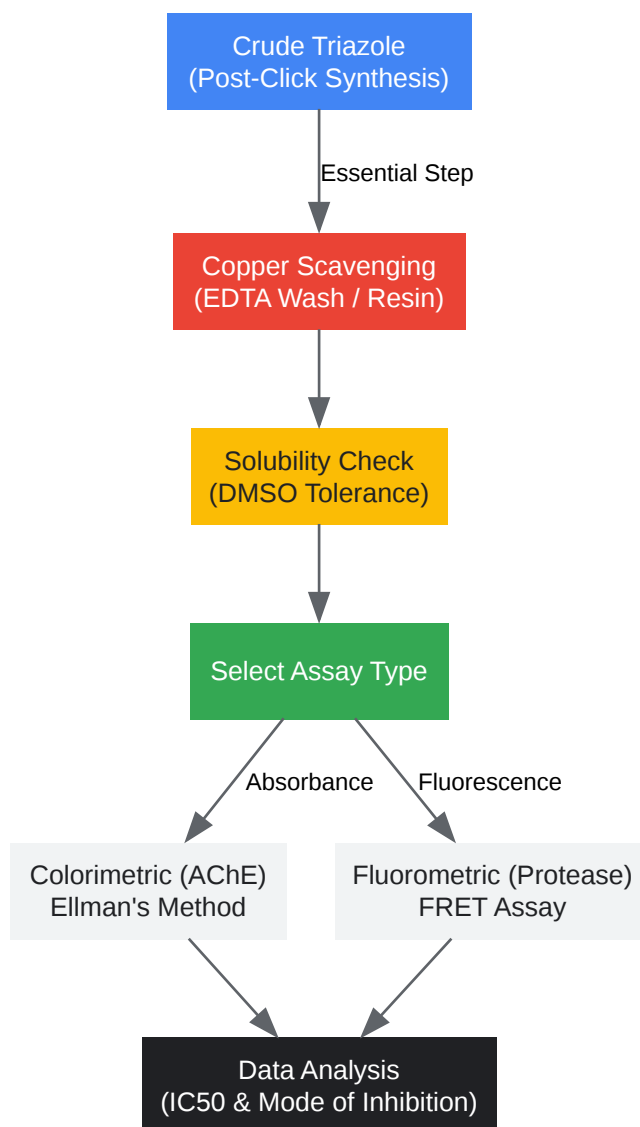 Crude Triazole
(Post-Click Synthesis)
Essential Step
Copper Scavenging
(EDTA Wash / Resin)
Solubility Check
(DMSO Tolerance)
Select Assay Type
Absorbance
Fluorescence
Colorimetric (AChE)
Ellman's Method
Fluorometric (Protease)
FRET Assay
Data Analysis
(IC50 & Mode of Inhibition)